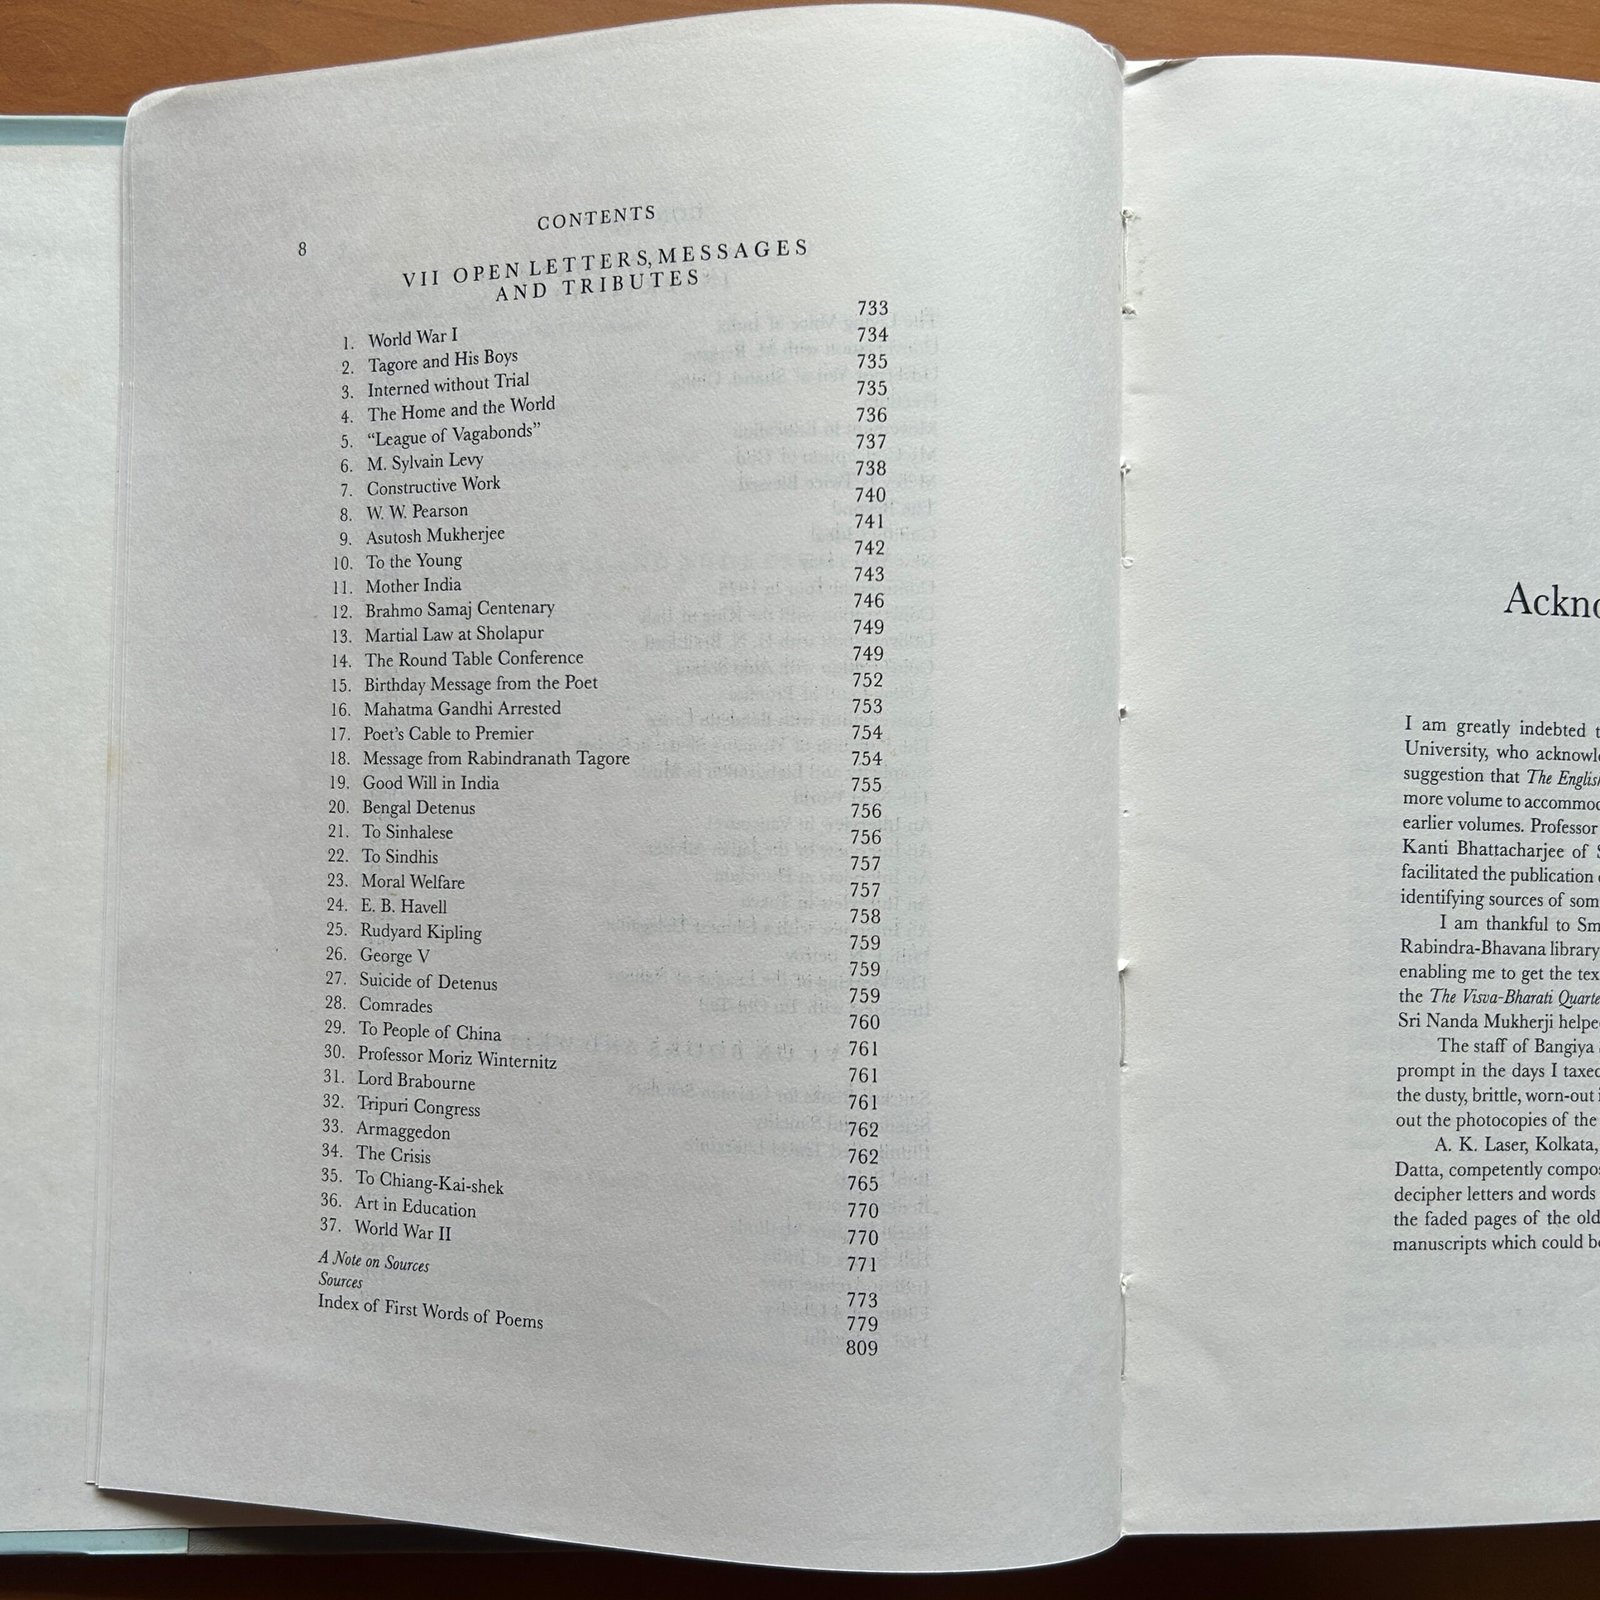 8 CONTENTS
VII OPEN LETTERS, MESSAGES
AND TRIBUTES
1. World War I 733
2. Tagore and His Boys 734
3. Interned without Trial 735
4. The Home and the World 735
5. “League of Vagabonds” 736
6. M. Sylvain Levy 737
7. Constructive Work 738
8. W. W. Pearson 740
9. Asutosh Mukherjee 741
10. To the Young 742
11. Mother India 743
12. Brahmo Samaj Centenary 746
13. Martial Law at Sholapur 749
14. The Round Table Conference 749
15. Birthday Message from the Poet 752
16. Mahatma Gandhi Arrested 753
17. Poet's Cable to Premier 754
18. Message from Rabindranath Tagore 754
19. Good Will in India 755
20. Bengal Detenus 756
21. To Sinhalese 756
22. To Sindhis 757
23. Moral Welfare 757
24. E. B. Havell 758
25. Rudyard Kipling 759
26. George V 759
27. Suicide of Detenus 759
28. Comrades 760
29. To People of China 761
30. Professor Moriz Winternitz 761
31. Lord Brabourne 761
32. Tripuri Congress 762
33. Armaggedon 762
34. The Crisis 765
35. To Chiang-Kai-shek 770
36. Art in Education 770
37. World War II 771
A Note on Sources 773
Sources 779
Index of First Words of Poems 809
Ackno
I am greatly indebted t
University, who acknowl
suggestion that The English
more volume to accommod
earlier volumes. Professor
Kanti Bhattacharjee of S
facilitated the publication
identifying sources of som
I am thankful to Sm
Rabindra-Bhavana library
enabling me to get the tex
the The Visva-Bharati Quarte
Sri Nanda Mukherji helpe
The staff of Bangiya
prompt in the days I taxed
the dusty, brittle, worn-out i
out the photocopies of the
A. K. Laser, Kolkata,
Datta, competently compos
decipher letters and words
the faded pages of the old
manuscripts which could be